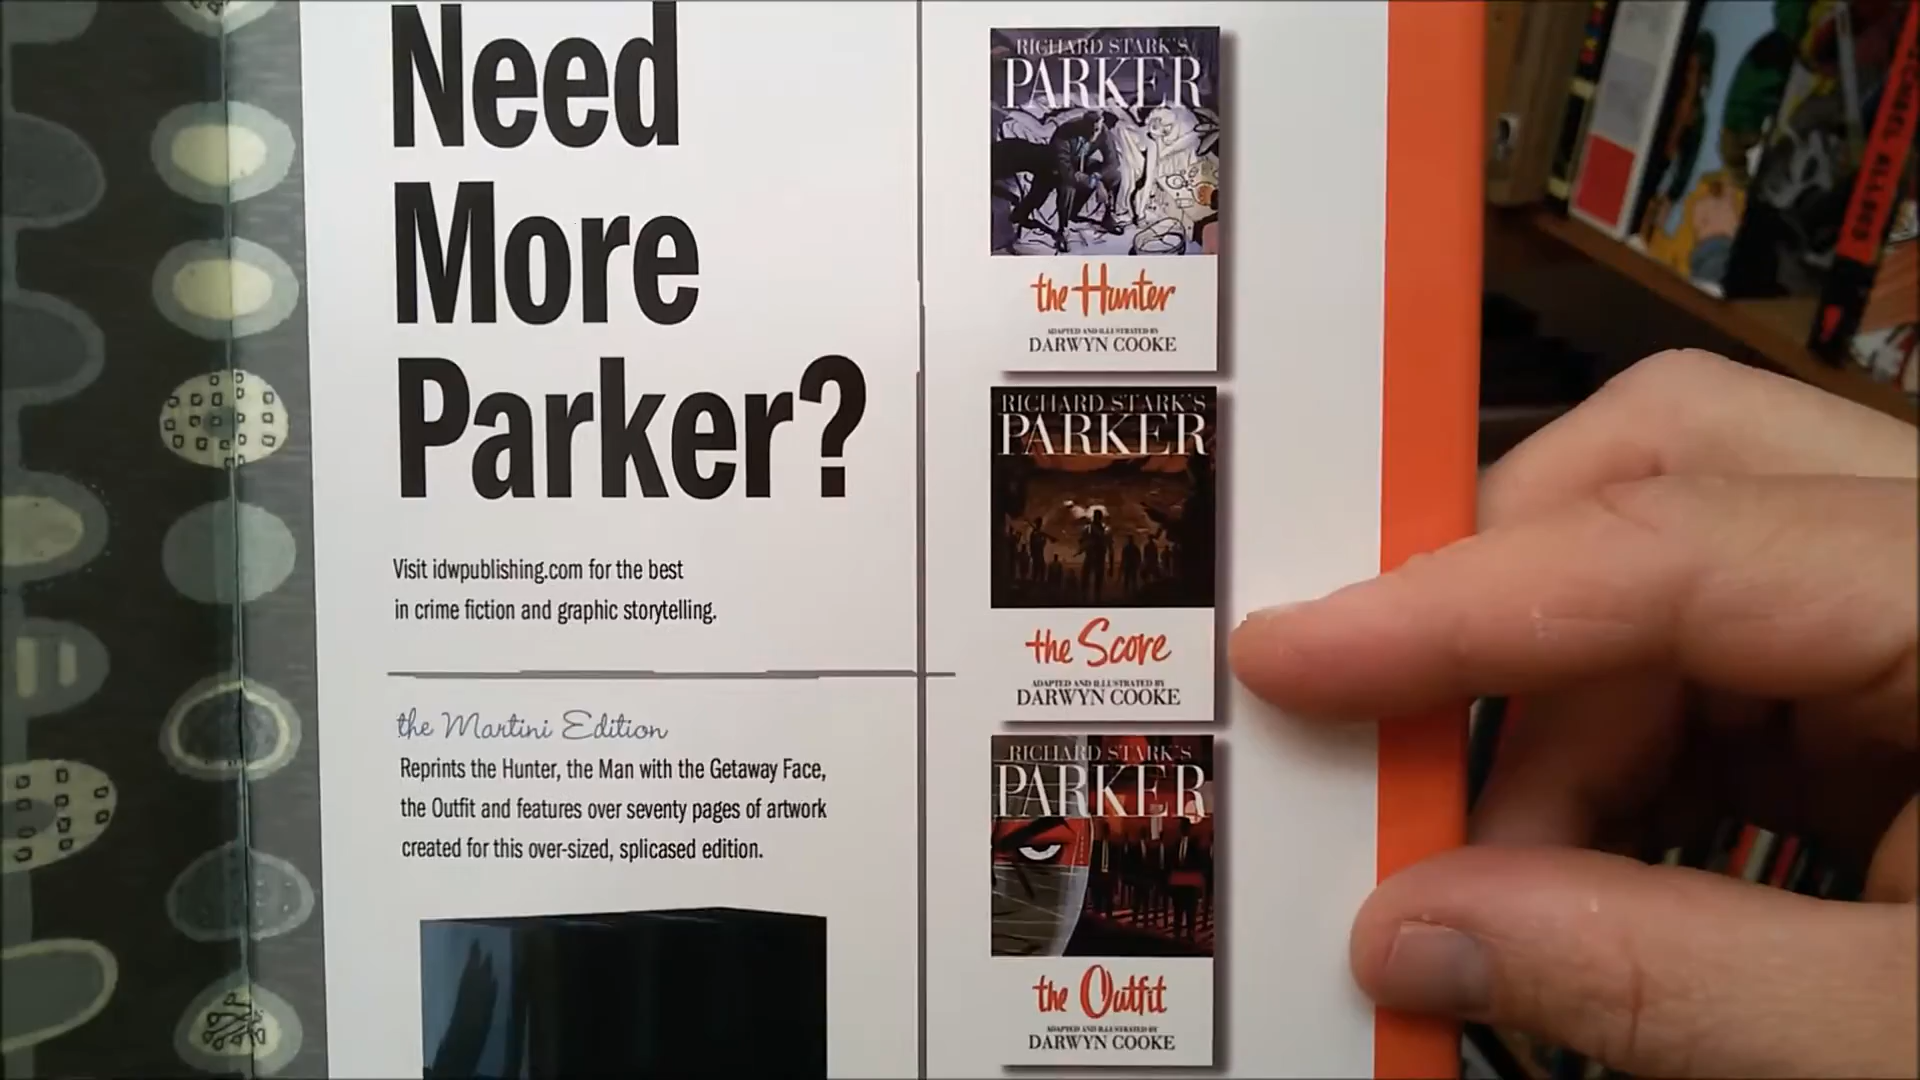 Need
More
Parker?
Visit idwpublishing.com for the best
in crime fiction and graphic storytelling.
the Martini Edition
Reprints the Hunter, the Man with the Getaway Face,
the Outfit and features over seventy pages of artwork
created for this over-sized, splicased edition.
RICHARD STARK'S
PARKER
the Hunter
ADAPTED AND ILLUSTRATED BY
DARWYN COOKE
RICHARD STARK'S
PARKER
the Score
ADAPTED AND ILLUSTRATED BY
DARWYN COOKE
RICHARD STARK'S
PARKER
the Outfit
ADAPTED AND ILLUSTRATED BY
DARWYN COOKE
ALLRED